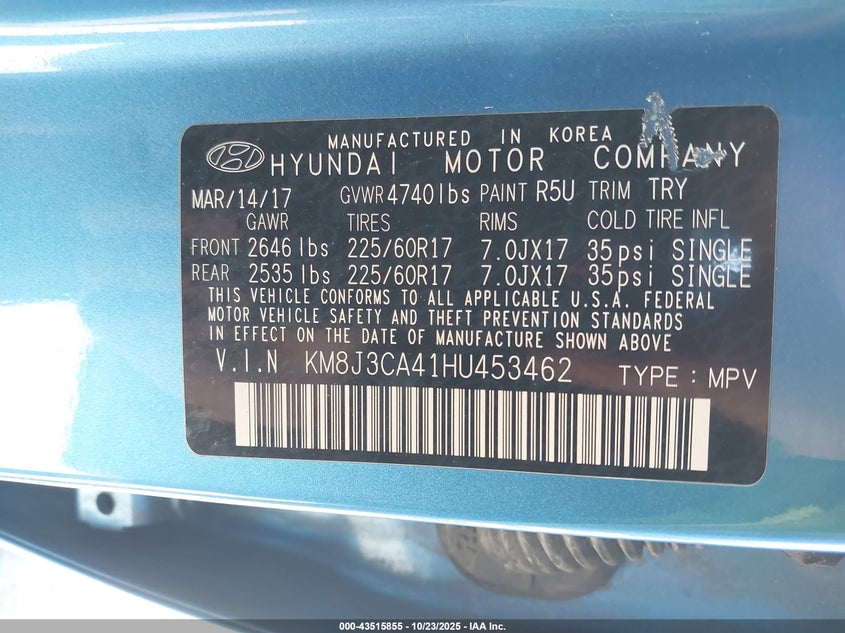 MANUFACTURED IN KOREA
HYUNDAI MOTOR COMPANY
MAR/14/17 GVWR 4740lbs PAINT R5U TRIM TRY
GAWR TIRES RIMS COLD TIRE INFL
FRONT 2646 lbs 225/60R17 7.0JX17 35psi SINGLE
REAR 2535 lbs 225/60R17 7.0JX17 35psi SINGLE
THIS VEHICLE CONFORMS TO ALL APPLICABLE U.S.A. FEDERAL
MOTOR VEHICLE SAFETY AND THEFT PREVENTION STANDARDS
IN EFFECT ON THE DATE OF MANUFACTURE SHOWN ABOVE
V.I.N KM8J3CA41HU453462 TYPE : MPV
000-43515855 - 10/23/2025 - IAA Inc.